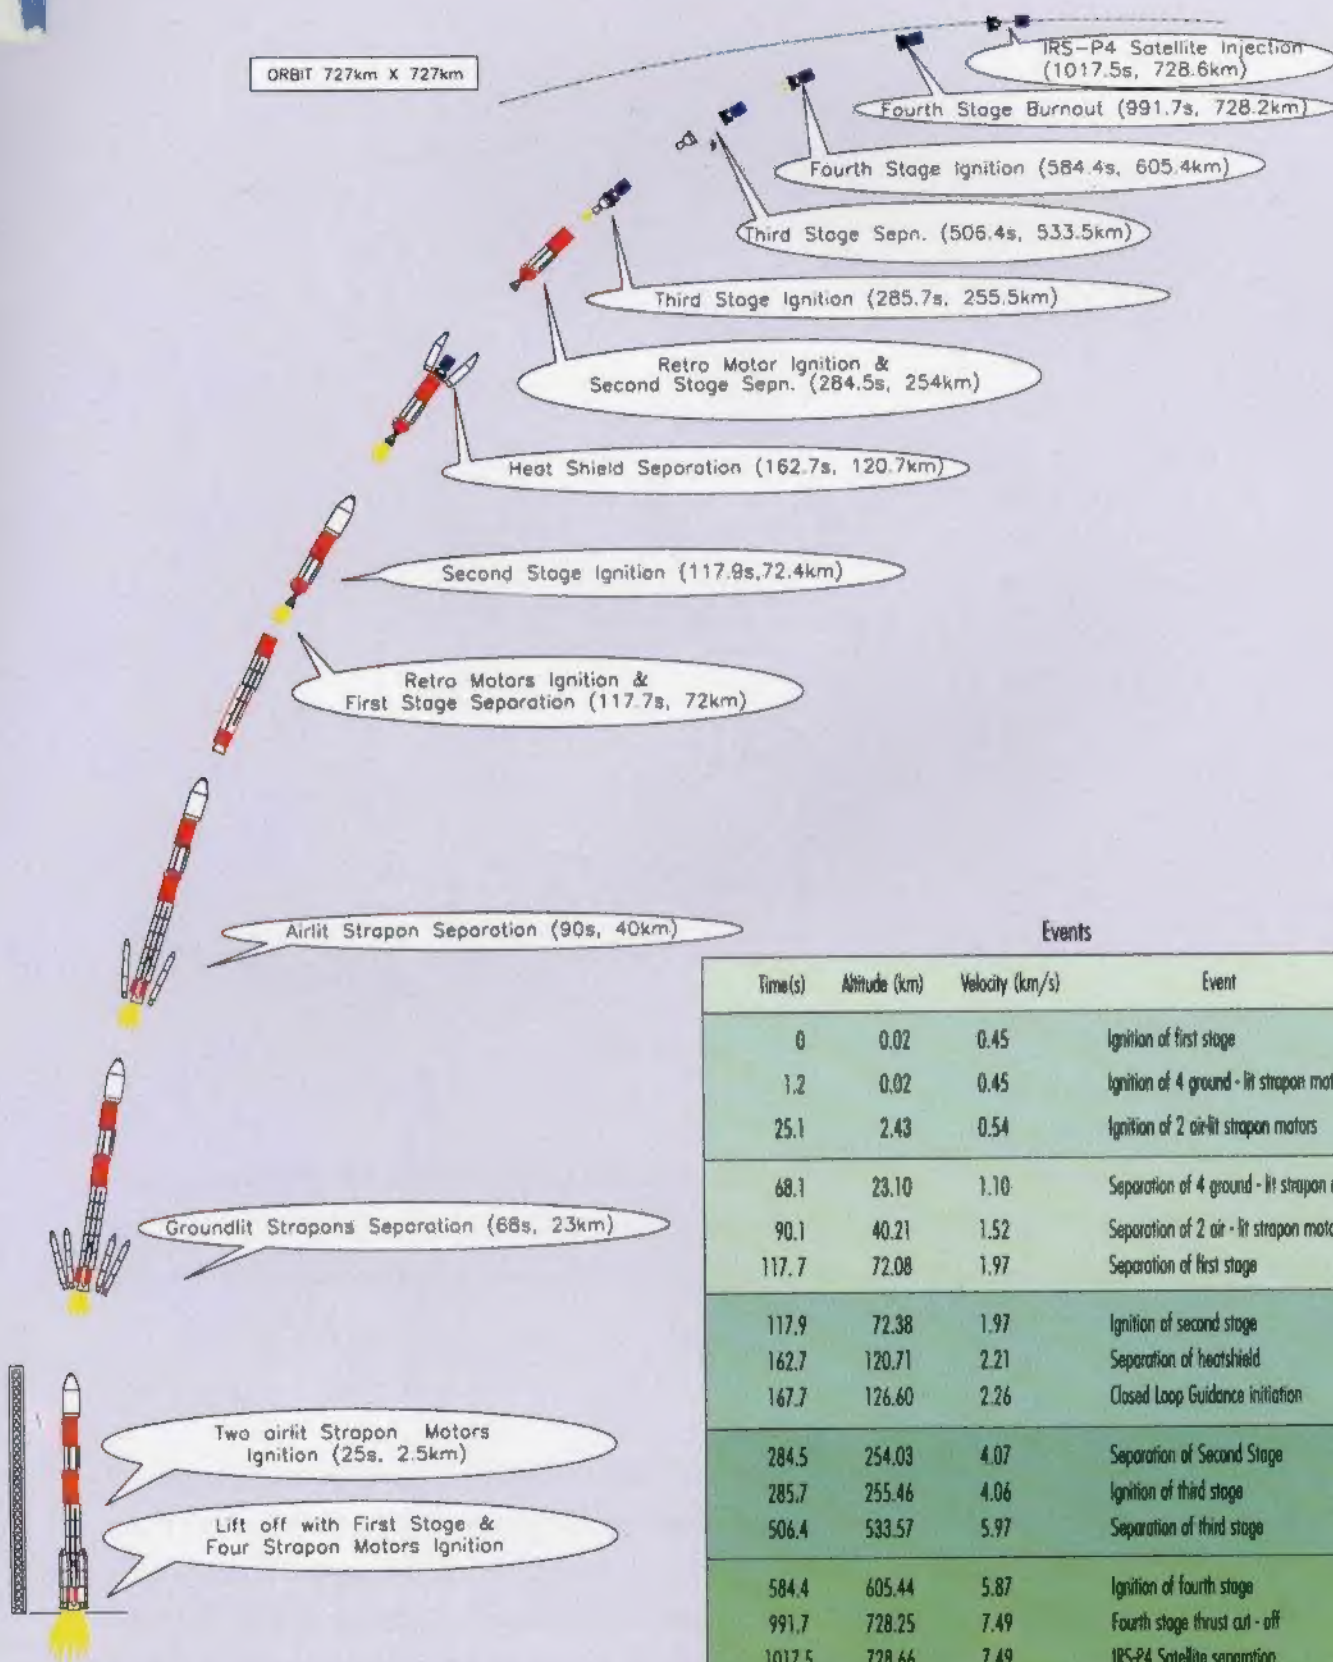 ORBIT 727km X 727km
IRS-P4 Satellite Injection
(1017.5s, 728.6km)
Fourth Stage Burnout (991.7s, 728.2km)
Fourth Stage Ignition (584.4s, 605.4km)
Third Stage Sepn. (506.4s, 533.5km)
Third Stage Ignition (285.7s, 255.5km)
Retro Motor Ignition &
Second Stage Sepn. (284.5s, 254km)
Heat Shield Separation (162.7s, 120.7km)
Second Stage Ignition (117.9s,72.4km)
Retro Motors Ignition &
First Stage Separation (117.7s, 72km)
Airlit Strapon Separation (90s, 40km)
Groundlit Strapons Separation (68s, 23km)
Two airlit Strapon Motors
Ignition (25s, 2.5km)
Lift off with First Stage &
Four Strapon Motors Ignition
Events
Time(s) Altitude (km) Velocity (km/s) Event
0 0.02 0.45 Ignition of first stage
1.2 0.02 0.45 Ignition of 4 ground - lit strapon mot
25.1 2.43 0.54 Ignition of 2 air-lit strapon motors
68.1 23.10 1.10 Separation of 4 ground - lit strapon
90.1 40.21 1.52 Separation of 2 air - lit strapon moto
117.7 72.08 1.97 Separation of first stage
117.9 72.38 1.97 Ignition of second stage
162.7 120.71 2.21 Separation of heatshield
167.7 126.60 2.26 Closed Loop Guidance initiation
284.5 254.03 4.07 Separation of Second Stage
285.7 255.46 4.06 Ignition of third stage
506.4 533.57 5.97 Separation of third stage
584.4 605.44 5.87 Ignition of fourth stage
991.7 728.25 7.49 Fourth stage thrust cut - off
1017.5 728.66 7.49 IRS-P4 Satellite separation